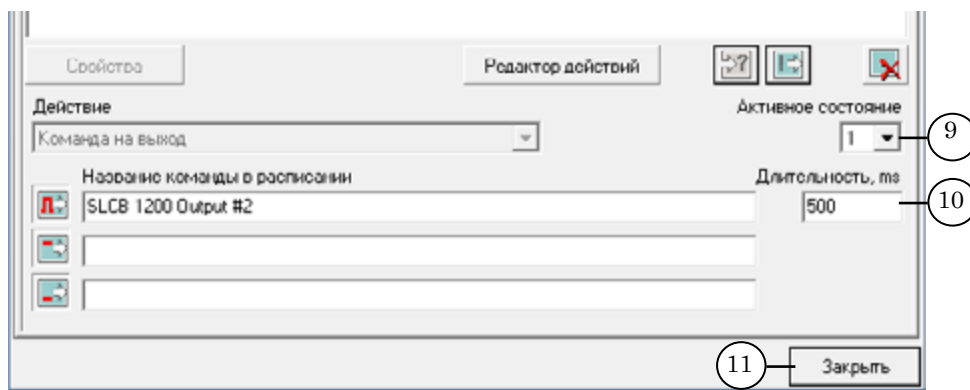 Свойства Редактор действий
Действие Активное состояние
Команда на выход 1 9
Название команды в расписании Длительность, ms
SLCB 1200 Output #2 500 10
11 Закрыть